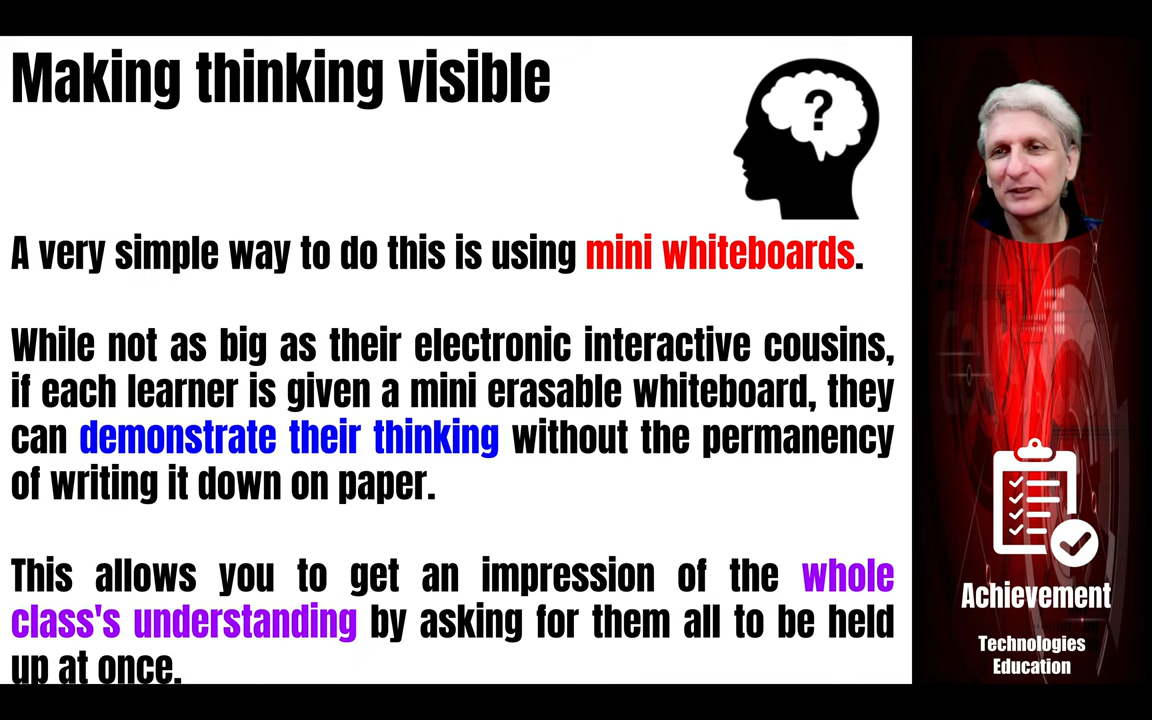 Making thinking visible
?
A very simple way to do this is using mini whiteboards.
While not as big as their electronic interactive cousins,
if each learner is given a mini erasable whiteboard, they
can demonstrate their thinking without the permanency
of writing it down on paper.
This allows you to get an impression of the whole
class's understanding by asking for them all to be held
up at once.
Achievement
Technologies
Education